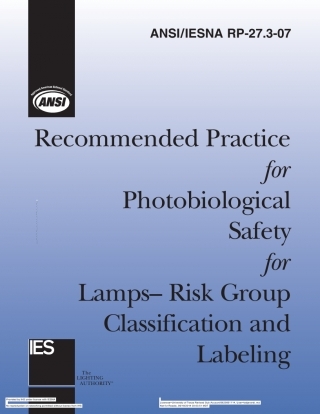 ANSI/IESNA RP-27.3-07
ANSI
Recommended Practice
for
Photobiological
Safety
for
Lamps– Risk Group
Classification and
Labeling
IES
The
LIGHTING
AUTHORITY